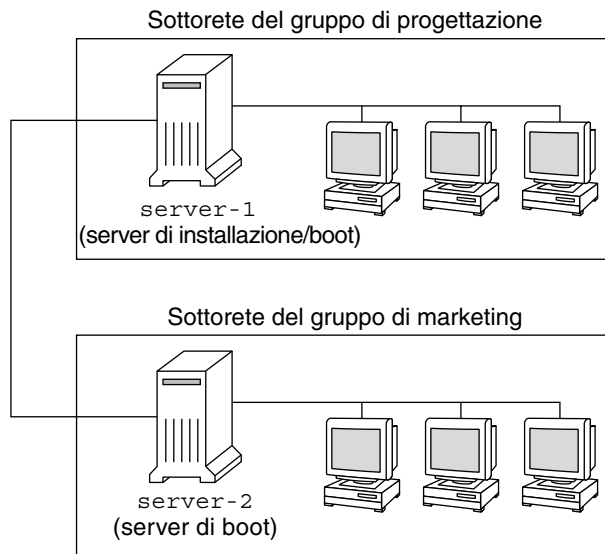 Sottorete del gruppo di progettazione
server-1
(server di installazione/boot)
Sottorete del gruppo di marketing
server-2
(server di boot)